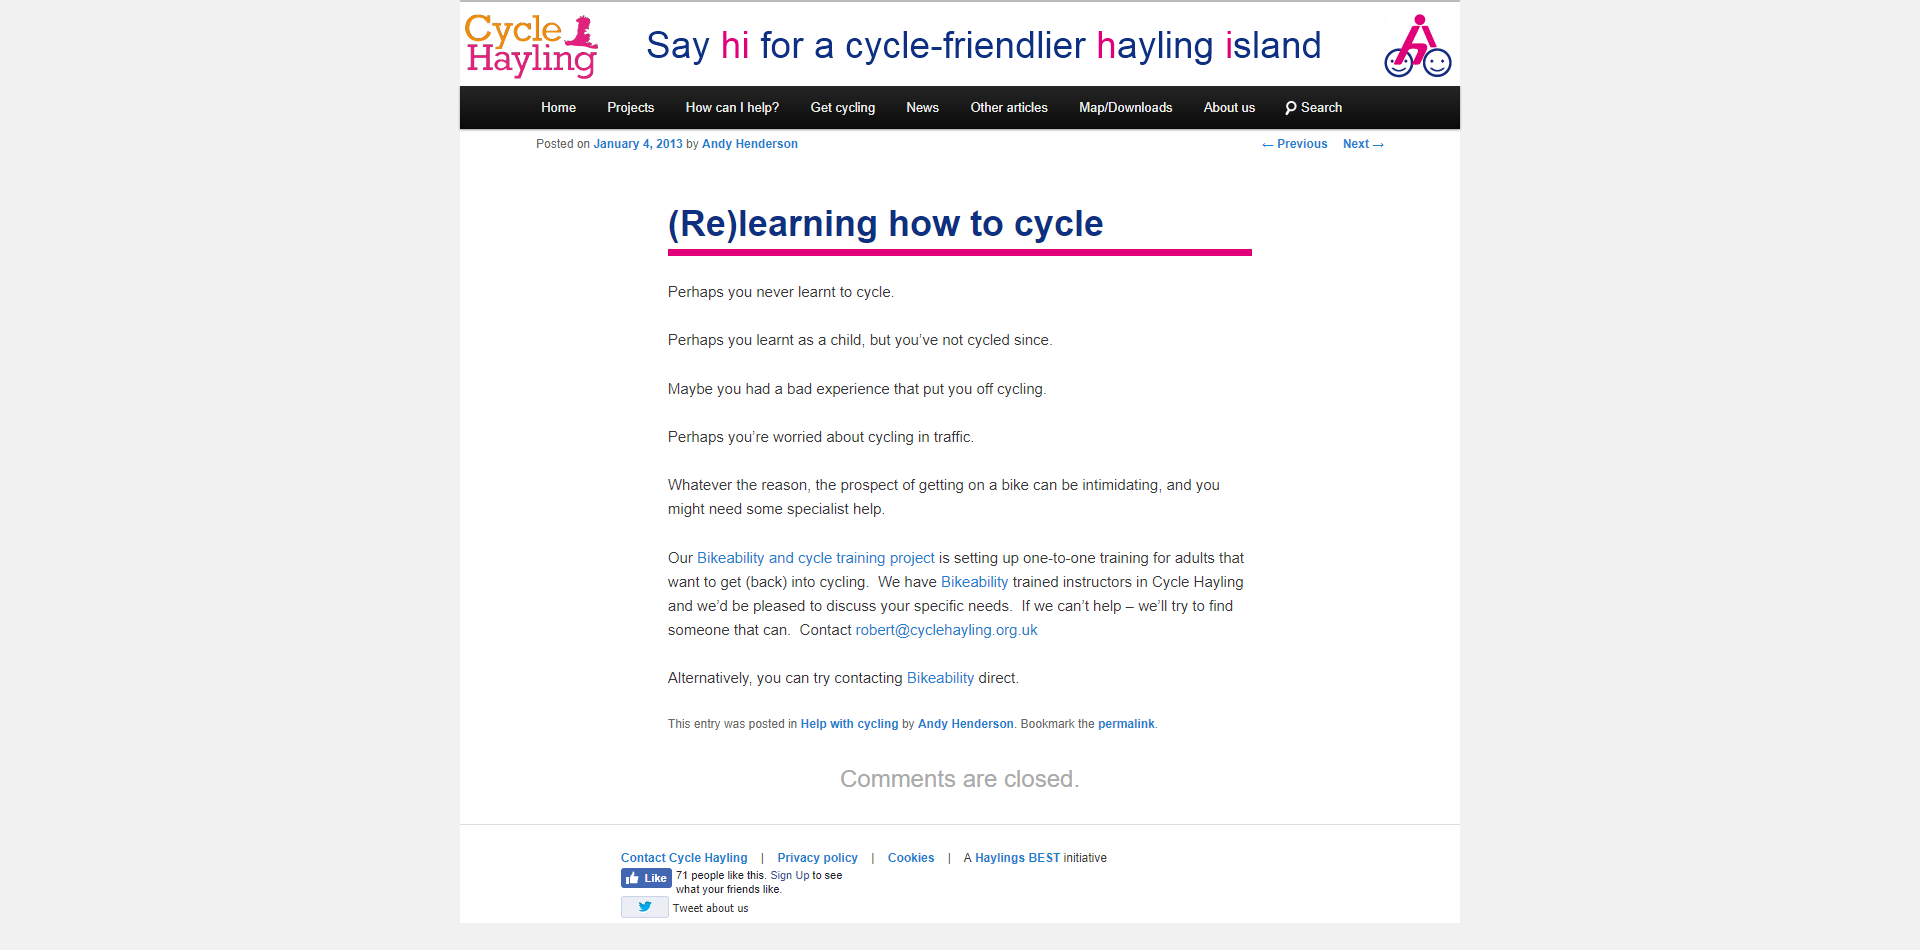 Cycle
Hayling
Say hi for a cycle-friendlier hayling island
Home Projects How can I help? Get cycling News Other articles Map/Downloads About us Search
Posted on January 4, 2013 by Andy Henderson ← Previous Next →
(Re)learning how to cycle
Perhaps you never learnt to cycle.
Perhaps you learnt as a child, but you’ve not cycled since.
Maybe you had a bad experience that put you off cycling.
Perhaps you’re worried about cycling in traffic.
Whatever the reason, the prospect of getting on a bike can be intimidating, and you
might need some specialist help.
Our Bikeability and cycle training project is setting up one-to-one training for adults that
want to get (back) into cycling.  We have Bikeability trained instructors in Cycle Hayling
and we’d be pleased to discuss your specific needs.  If we can’t help – we’ll try to find
someone that can.  Contact robert@cyclehayling.org.uk
Alternatively, you can try contacting Bikeability direct.
This entry was posted in Help with cycling by Andy Henderson. Bookmark the permalink.
Comments are closed.
Contact Cycle Hayling | Privacy policy | Cookies | A Haylings BEST initiative
Like 71 people like this. Sign Up to see
what your friends like.
Tweet about us